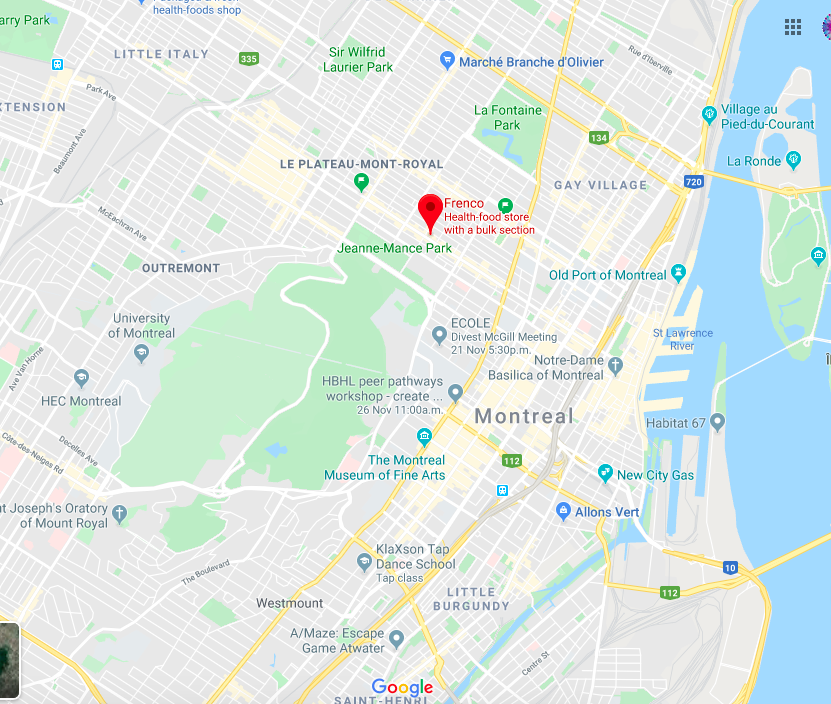 health-foods shop
arry Park
LITTLE ITALY
335
Sir Wilfrid
Laurier Park
Marché Branche d'Olivier
Rue d'Iberville
EXTENSION
Park Ave
Beaumont Ave
La Fontaine
Park
134
Village au
Pied-du-Courant
La Ronde
LE PLATEAU-MONT-ROYAL
GAY VILLAGE
720
Frenco
Health-food store
with a bulk section
McEachran Ave
Jeanne-Mance Park
OUTREMONT
Old Port of Montreal
University
of Montreal
ECOLE
Divest McGill Meeting
21 Nov 5:30p.m.
St Lawrence
River
Ave Van Horne
Notre-Dame
Basilica of Montreal
HEC Montreal
HBHL peer pathways
workshop - create ...
26 Nov 11:00a.m.
Montreal
Habitat 67
Decelles Ave
Côte-des-Neiges Rd
The Montreal
Museum of Fine Arts
112
New City Gas
t Joseph's Oratory
of Mount Royal
Allons Vert
KlaXson Tap
Dance School
Tap class
The Boulevard
10
112
Westmount
LITTLE
BURGUNDY
A/Maze: Escape
Game Atwater
Centre St
Google
SAINT-HENRI